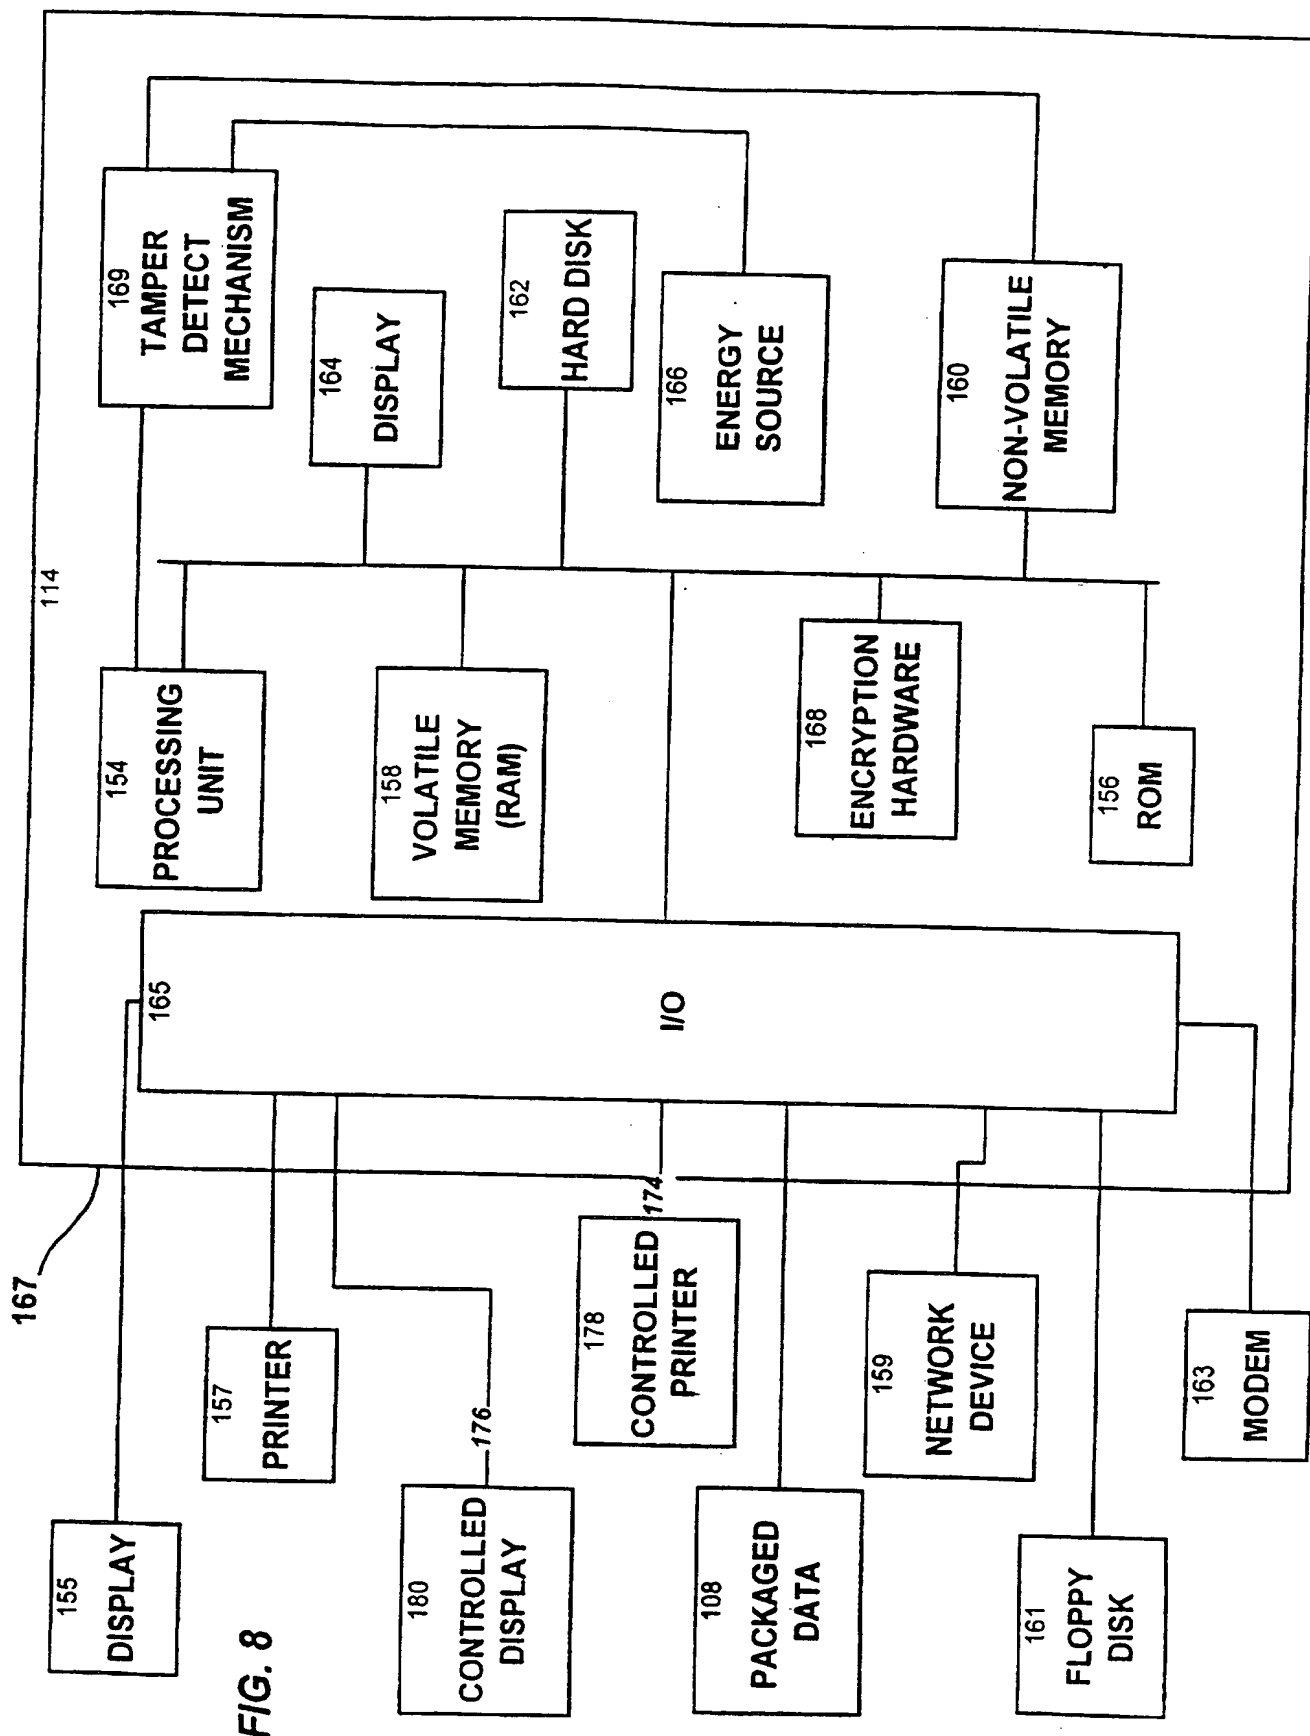 FIG. 8
167
114
155
DISPLAY
157
PRINTER
180
CONTROLLED
DISPLAY
176
178
CONTROLLED
PRINTER
174
108
PACKAGED
DATA
159
NETWORK
DEVICE
161
FLOPPY
DISK
163
MODEM
165
I/O
154
PROCESSING
UNIT
158
VOLATILE
MEMORY
(RAM)
168
ENCRYPTION
HARDWARE
156
ROM
169
TAMPER
DETECT
MECHANISM
164
DISPLAY
162
HARD DISK
166
ENERGY
SOURCE
160
NON-VOLATILE
MEMORY